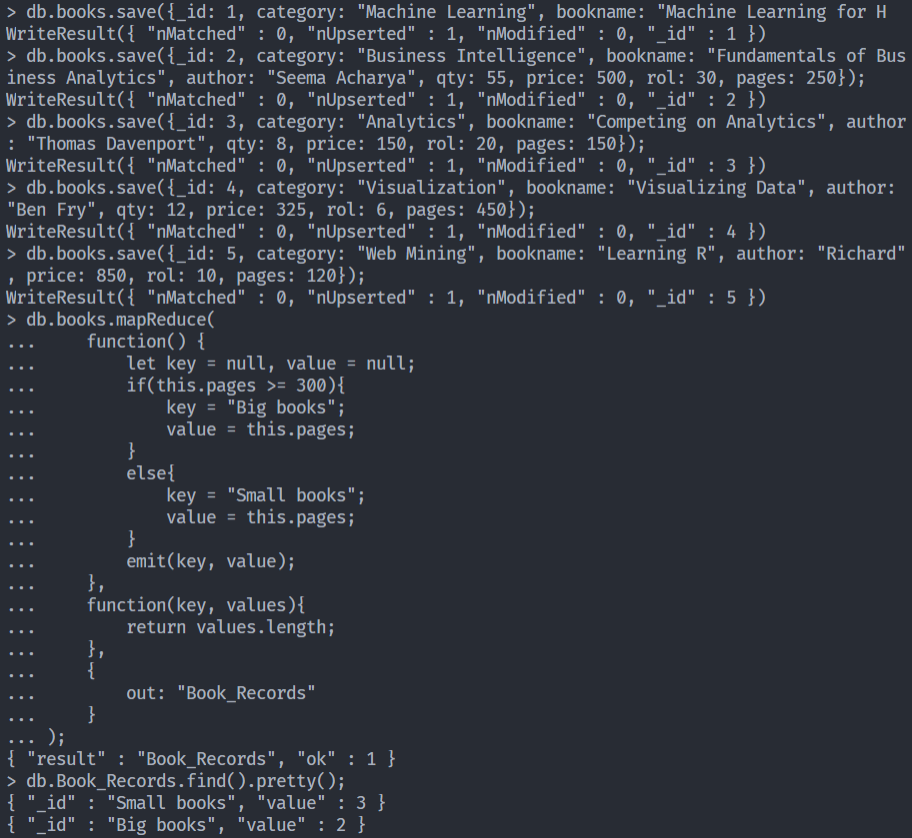 > db.books.save({_id: 1, category: "Machine Learning", bookname: "Machine Learning for H
WriteResult({ "nMatched" : 0, "nUpserted" : 1, "nModified" : 0, "_id" : 1 })
> db.books.save({_id: 2, category: "Business Intelligence", bookname: "Fundamentals of Bus
iness Analytics", author: "Seema Acharya", qty: 55, price: 500, rol: 30, pages: 250});
WriteResult({ "nMatched" : 0, "nUpserted" : 1, "nModified" : 0, "_id" : 2 })
> db.books.save({_id: 3, category: "Analytics", bookname: "Competing on Analytics", author
: "Thomas Davenport", qty: 8, price: 150, rol: 20, pages: 150});
WriteResult({ "nMatched" : 0, "nUpserted" : 1, "nModified" : 0, "_id" : 3 })
> db.books.save({_id: 4, category: "Visualization", bookname: "Visualizing Data", author:
"Ben Fry", qty: 12, price: 325, rol: 6, pages: 450});
WriteResult({ "nMatched" : 0, "nUpserted" : 1, "nModified" : 0, "_id" : 4 })
> db.books.save({_id: 5, category: "Web Mining", bookname: "Learning R", author: "Richard"
, price: 850, rol: 10, pages: 120});
WriteResult({ "nMatched" : 0, "nUpserted" : 1, "nModified" : 0, "_id" : 5 })
> db.books.mapReduce(
...     function() {
...         let key = null, value = null;
...         if(this.pages >= 300){
...             key = "Big books";
...             value = this.pages;
...         }
...         else{
...             key = "Small books";
...             value = this.pages;
...         }
...         emit(key, value);
...     },
...     function(key, values){
...         return values.length;
...     },
...     {
...         out: "Book_Records"
...     }
... );
{ "result" : "Book_Records", "ok" : 1 }
> db.Book_Records.find().pretty();
{ "_id" : "Small books", "value" : 3 }
{ "_id" : "Big books", "value" : 2 }